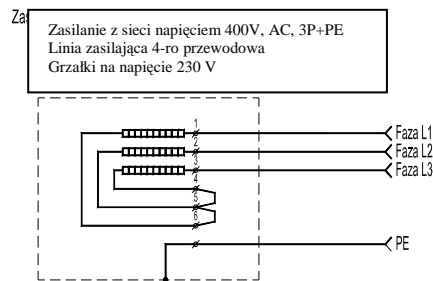 Zas
Zasilanie z sieci napięciem 400V, AC, 3P+PE
Linia zasilająca 4-ro przewodowa
Grzałki na napięcie 230 V
1
Faza L1
2
Faza L2
3
Faza L3
4
5
6
PE